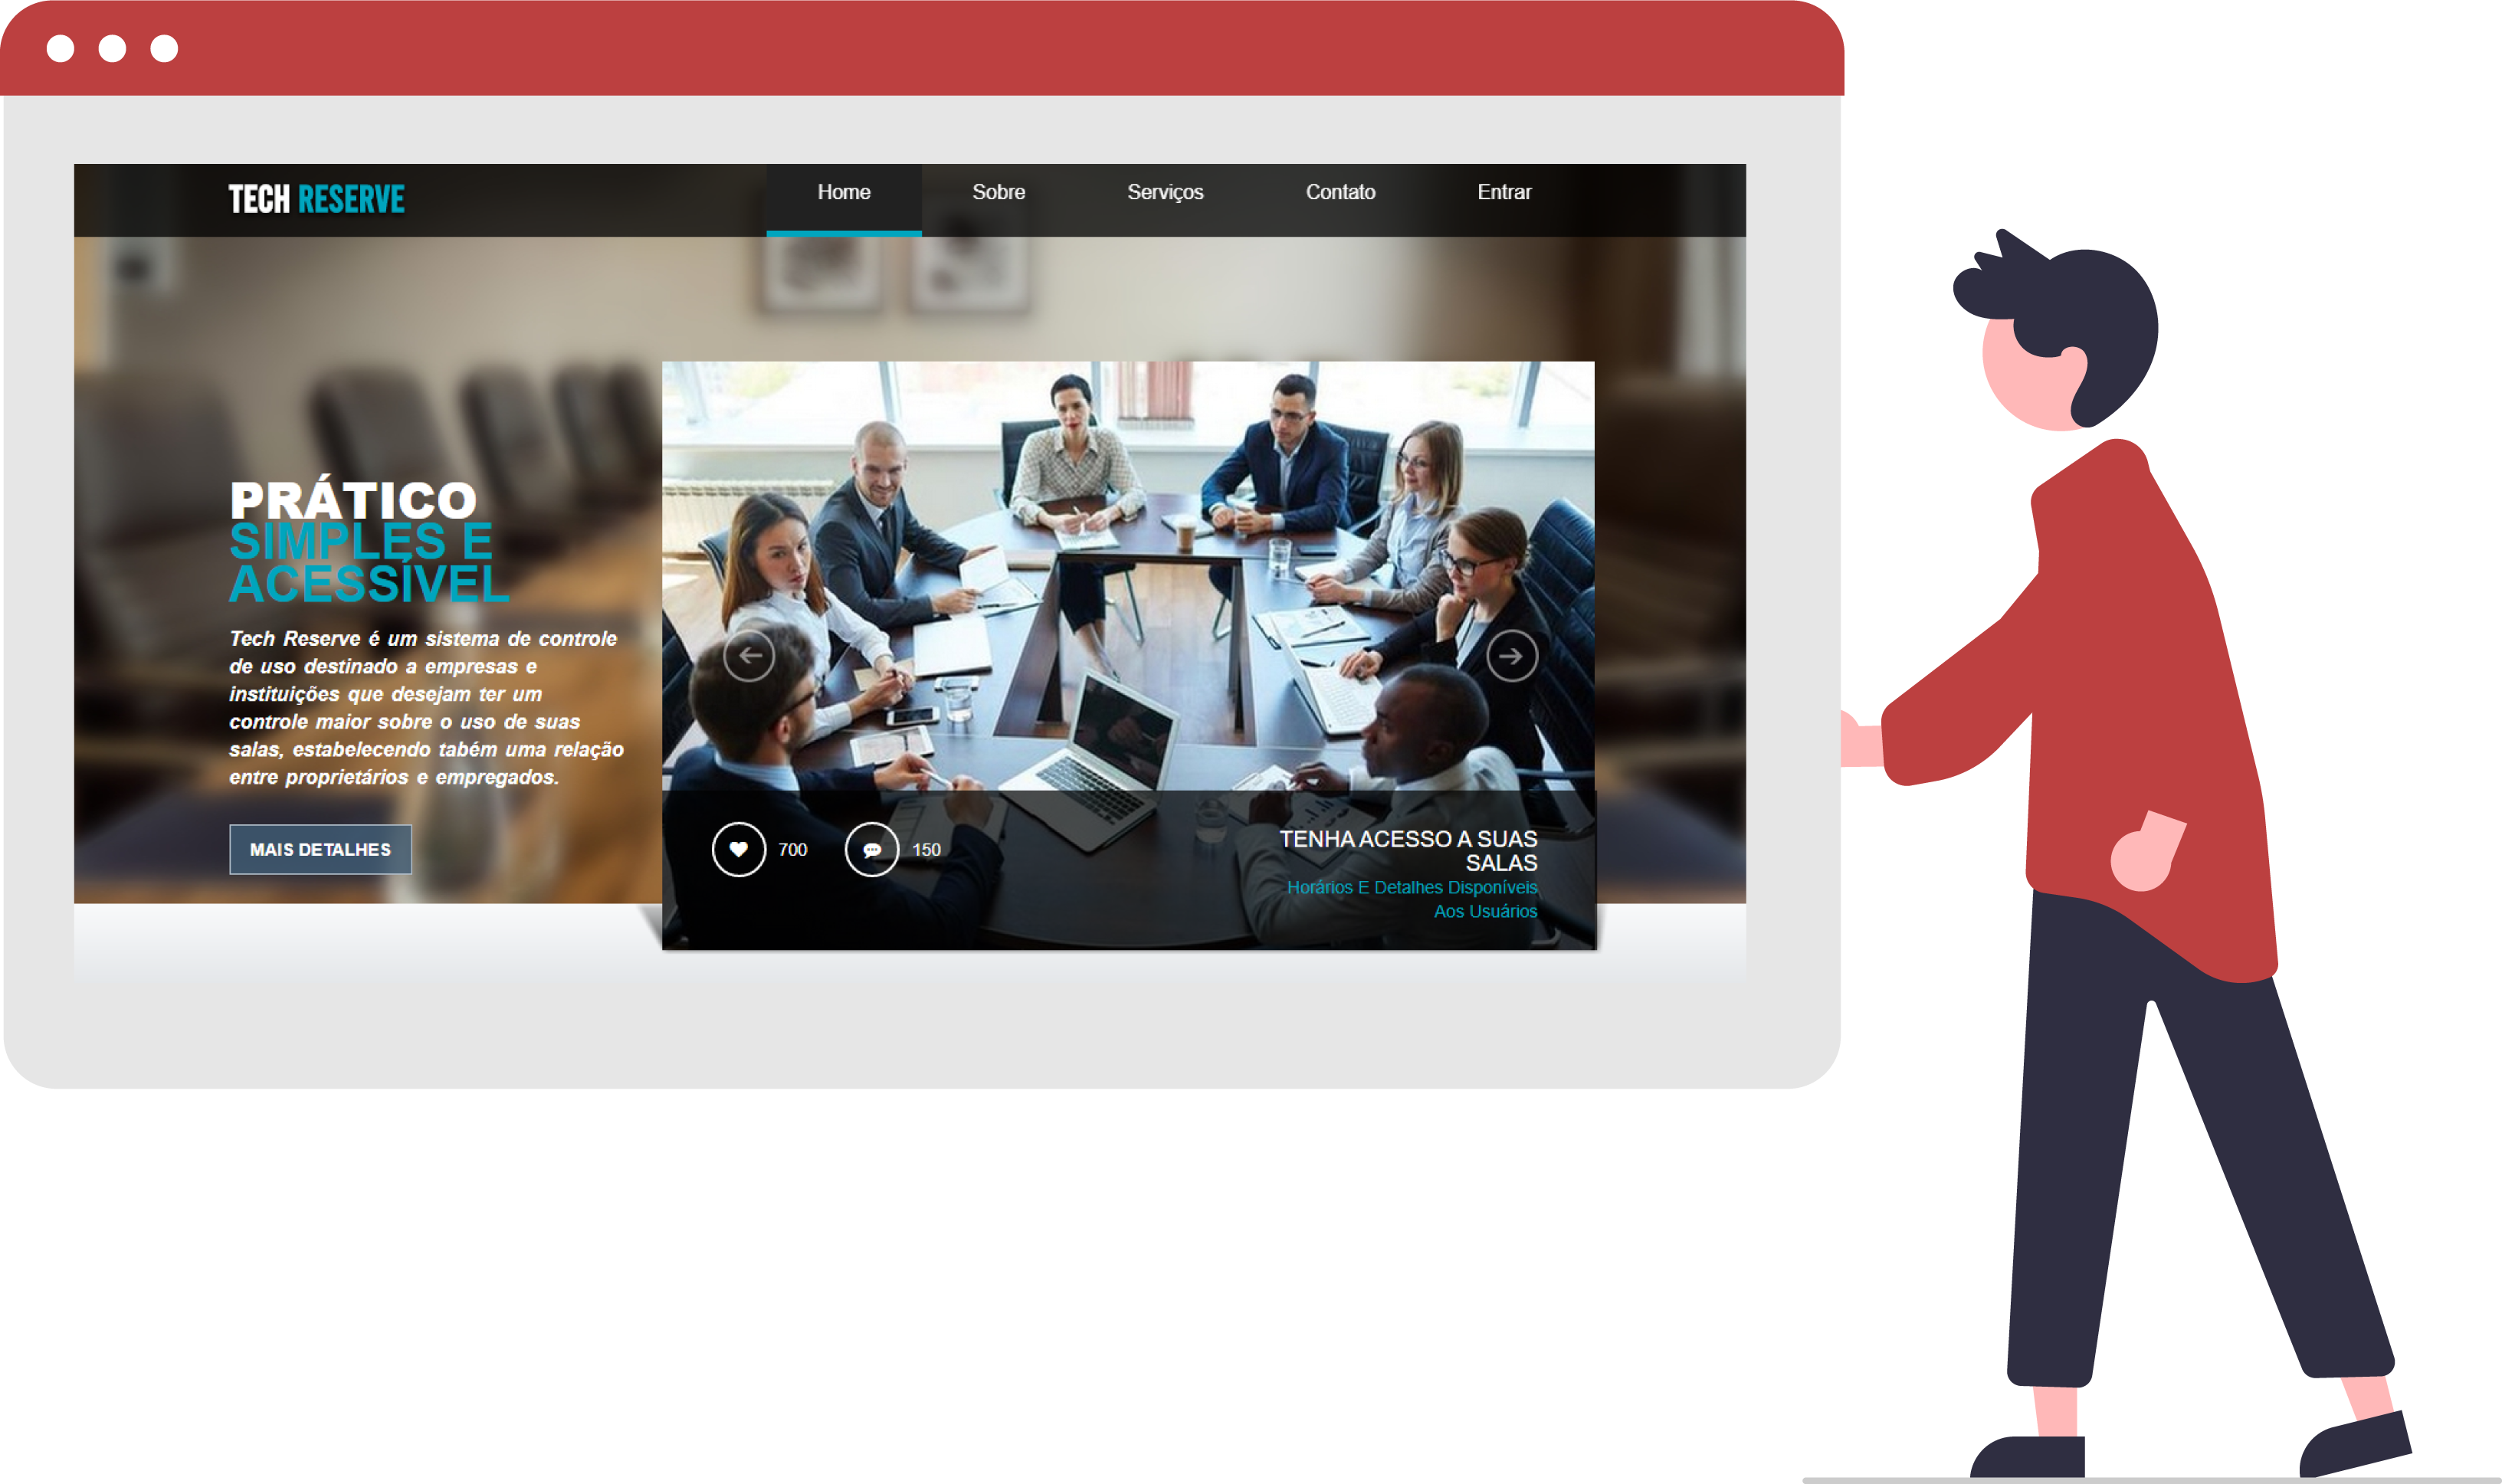 TECH RESERVE
Home
Sobre
Serviços
Contato
Entrar
PRÁTICO
SIMPLES E
ACESSÍVEL
Tech Reserve é um sistema de controle
de uso destinado a empresas e
instituições que desejam ter um
controle maior sobre o uso de suas
salas, estabelecendo tabém uma relação
entre proprietários e empregados.
MAIS DETALHES
700
150
TENHA ACESSO A SUAS
SALAS
Horários E Detalhes Disponíveis
Aos Usuários